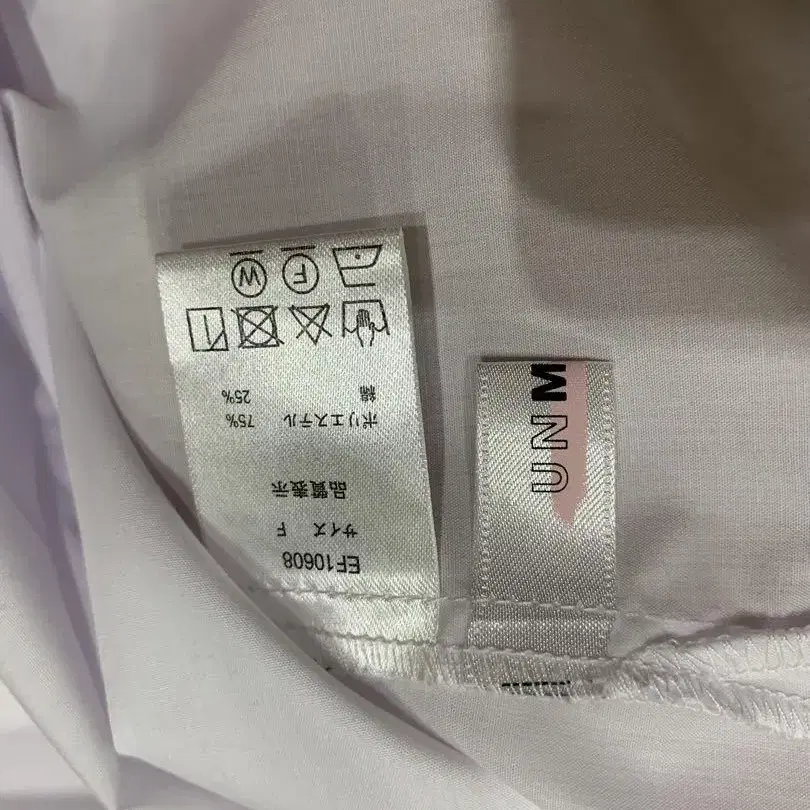 EF10608
サイズ F
品質表示
ポリエステル 75%
綿 25%
F
W
UNM